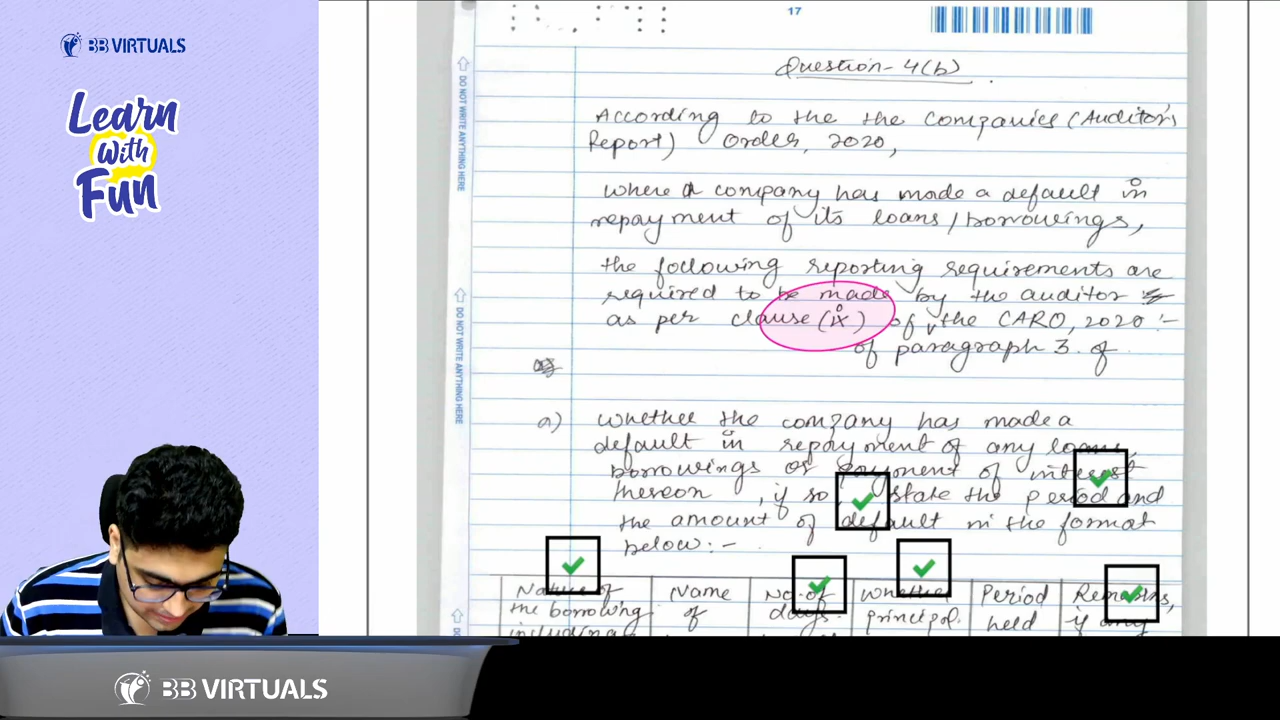 BB VIRTUALS
Learn
With
Fun
17
Question-4(b)
According to the the Companies (Auditor's
Report) Order, 2020,
where a company has made a default in
repayment of its loans/borrowings,
the following reporting requirements are
required to be made by the auditor
as per clause (ix) of the CARO, 2020:-
of paragraph 3. of
a) Whether the company has made a
default in repayment of any loans,
borrowings or payment of interest
thereon, if so, state the period and
the amount of default in the format
below:-
Nature of
the borrowing
including
Name
of
No. of
days
Whether
principal
Period
held
Remarks,
if any
DO NOT WRITE ANYTHING HERE
DO NOT WRITE ANYTHING HERE
DO
BB VIRTUALS